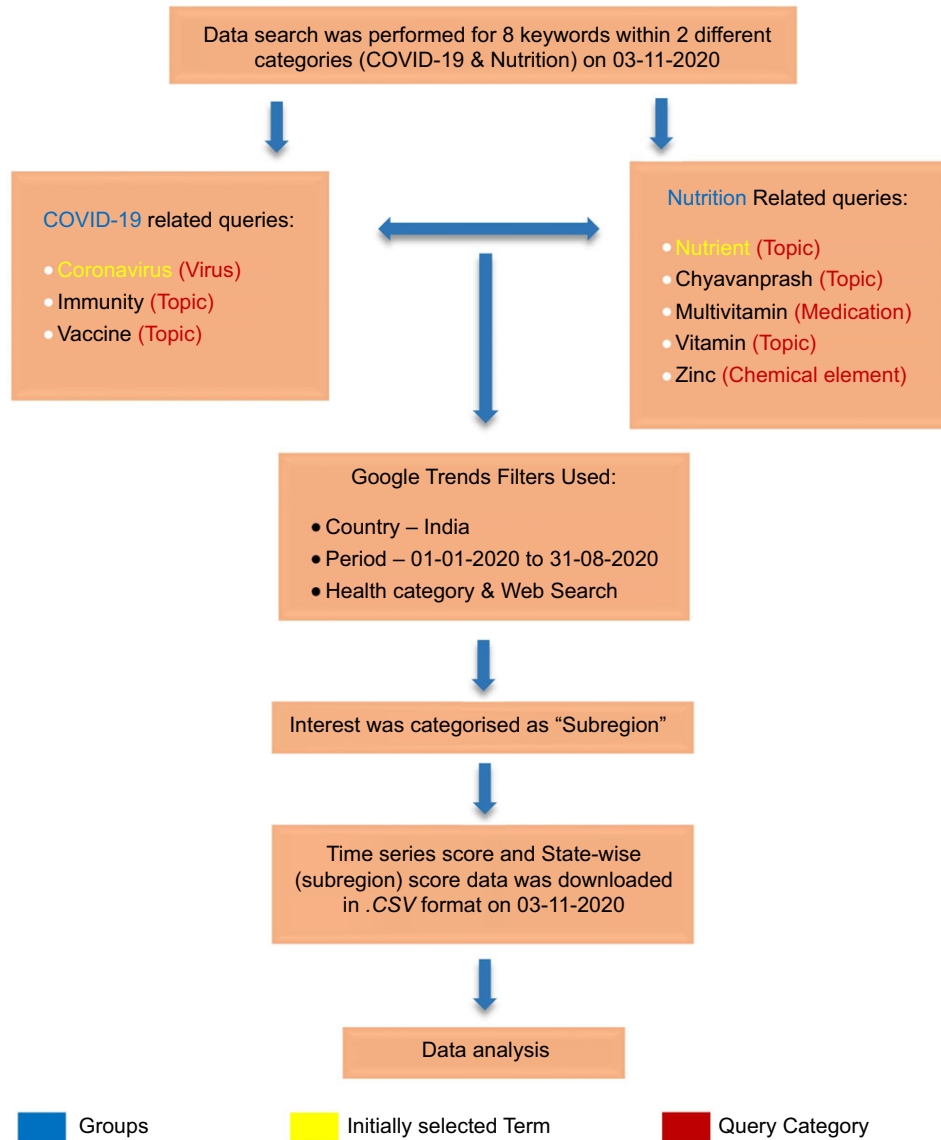 Data search was performed for 8 keywords within 2 different
categories (COVID-19 & Nutrition) on 03-11-2020
COVID-19 related queries:
• Coronavirus (Virus)
• Immunity (Topic)
• Vaccine (Topic)
Nutrition Related queries:
• Nutrient (Topic)
• Chyavanprash (Topic)
• Multivitamin (Medication)
• Vitamin (Topic)
• Zinc (Chemical element)
Google Trends Filters Used:
• Country – India
• Period – 01-01-2020 to 31-08-2020
• Health category & Web Search
Interest was categorised as “Subregion”
Time series score and State-wise
(subregion) score data was downloaded
in .CSV format on 03-11-2020
Data analysis
Groups
Initially selected Term
Query Category